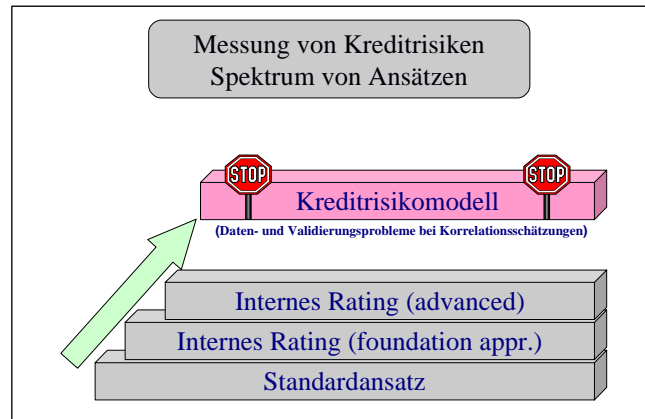 Messung von Kreditrisiken
Spektrum von Ansätzen
STOP
STOP
Kreditrisikomodell
(Daten- und Validierungsprobleme bei Korrelationsschätzungen)
Internes Rating (advanced)
Internes Rating (foundation appr.)
Standardansatz